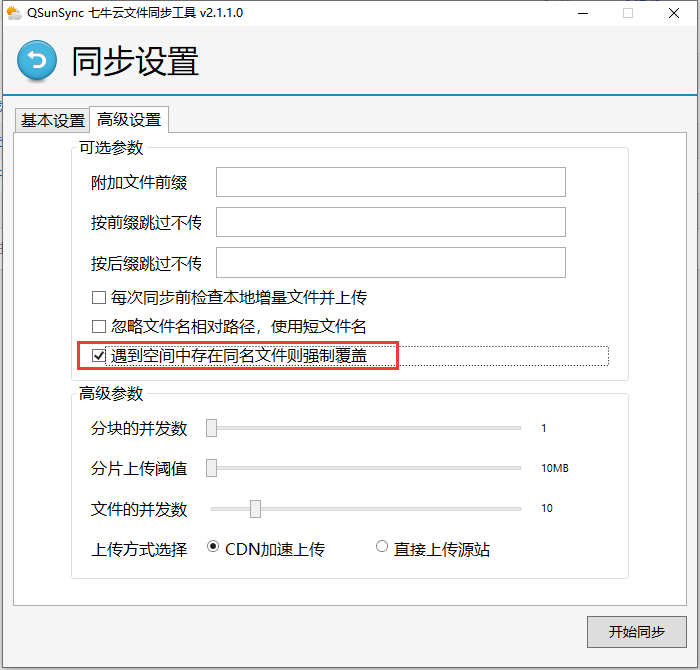 QSunSync 七牛云文件同步工具 v2.1.1.0
同步设置
基本设置 高级设置
可选参数
附加文件前缀
按前缀跳过不传
按后缀跳过不传
每次同步前检查本地增量文件并上传
忽略文件名相对路径，使用短文件名
遇到空间中存在同名文件则强制覆盖
高级参数
分块的并发数 1
分片上传阈值 10MB
文件的并发数 10
上传方式选择 CDN加速上传 直接上传源站
开始同步